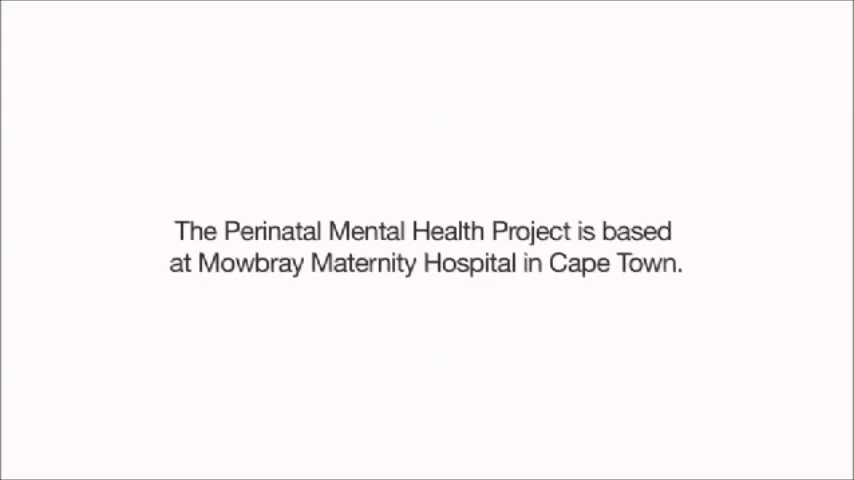 The Perinatal Mental Health Project is based
at Mowbray Maternity Hospital in Cape Town.